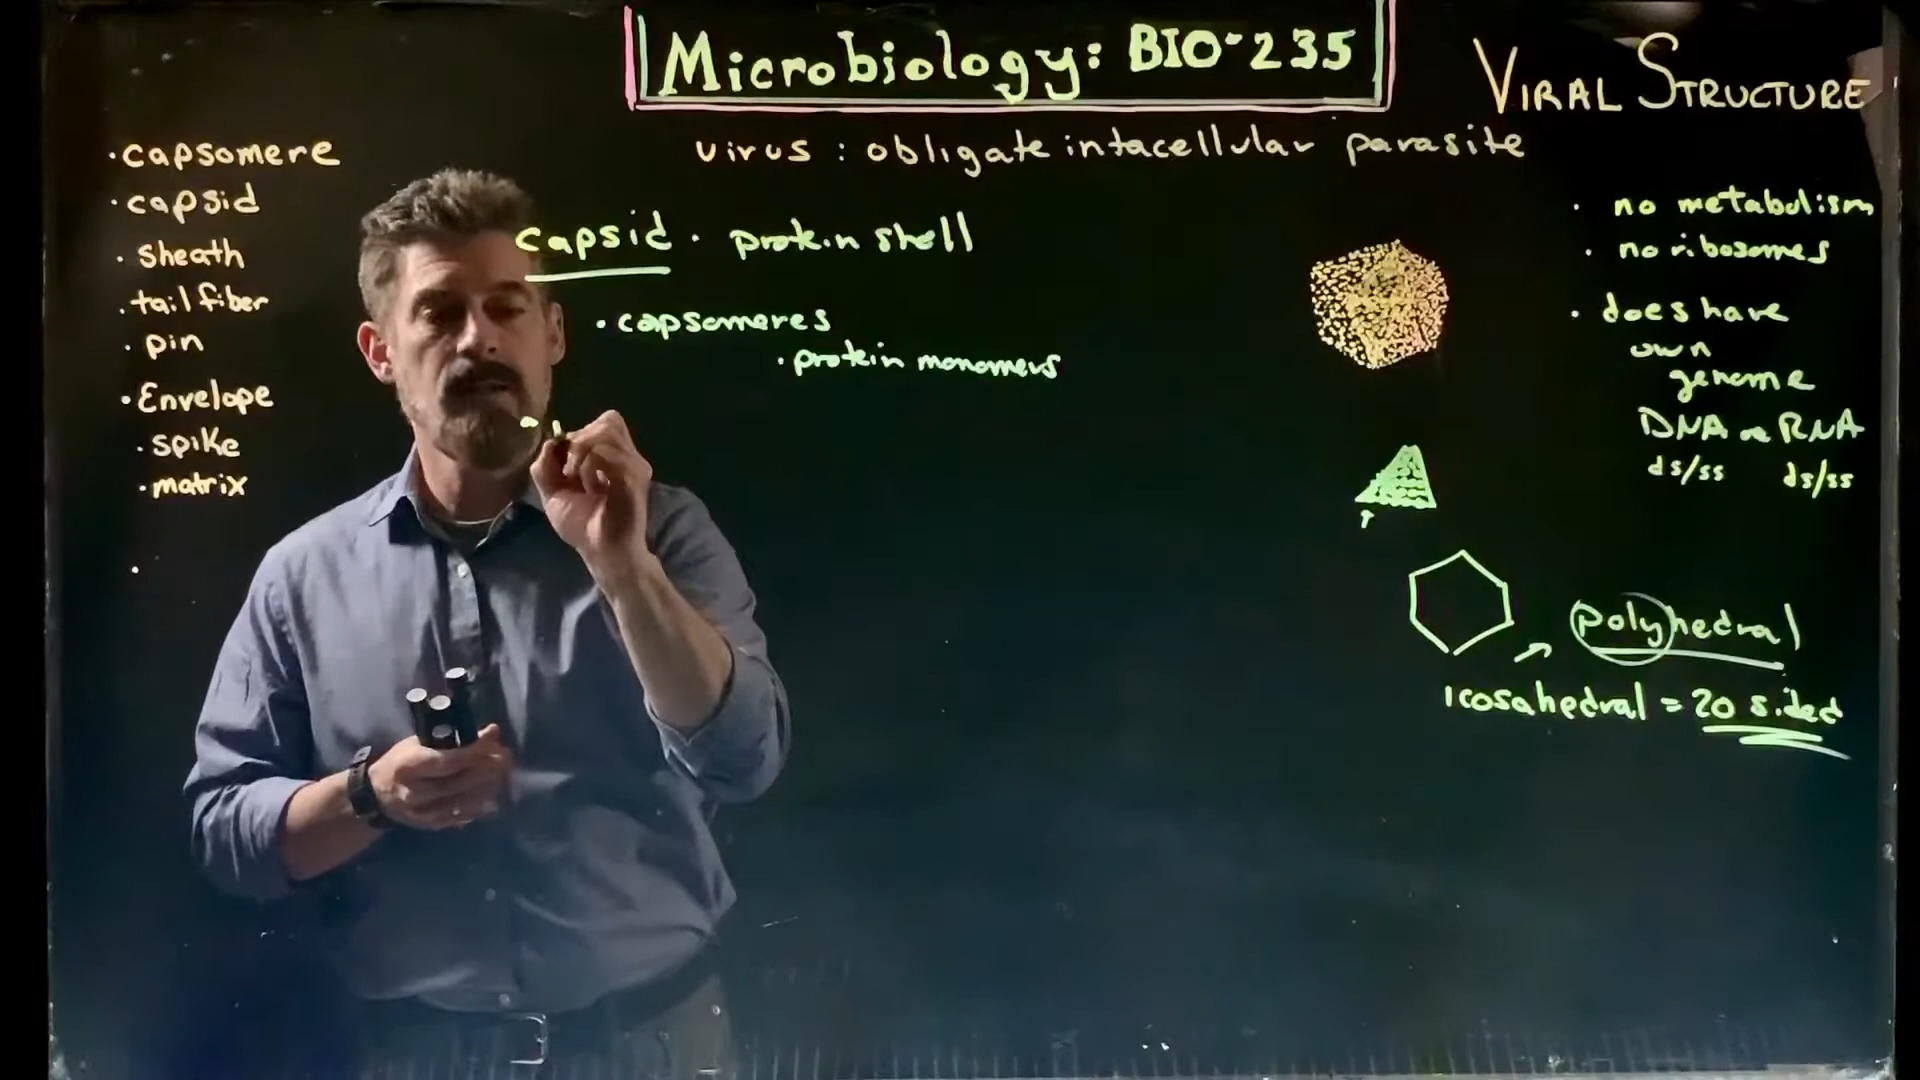 Microbiology: BIO-235
VIRAL STRUCTURE
virus : obligate intacellular parasite
• capsomere
• capsid
• sheath
• tail fiber
• pin
• Envelope
• spike
• matrix
•
capsid • protein shell
• capsomeres
• protein monomers
• no metabolism
• no ribosomes
• does have
own
genome
DNA or RNA
ds/ss ds/ss
polyhedral
icosahedral = 20 sided